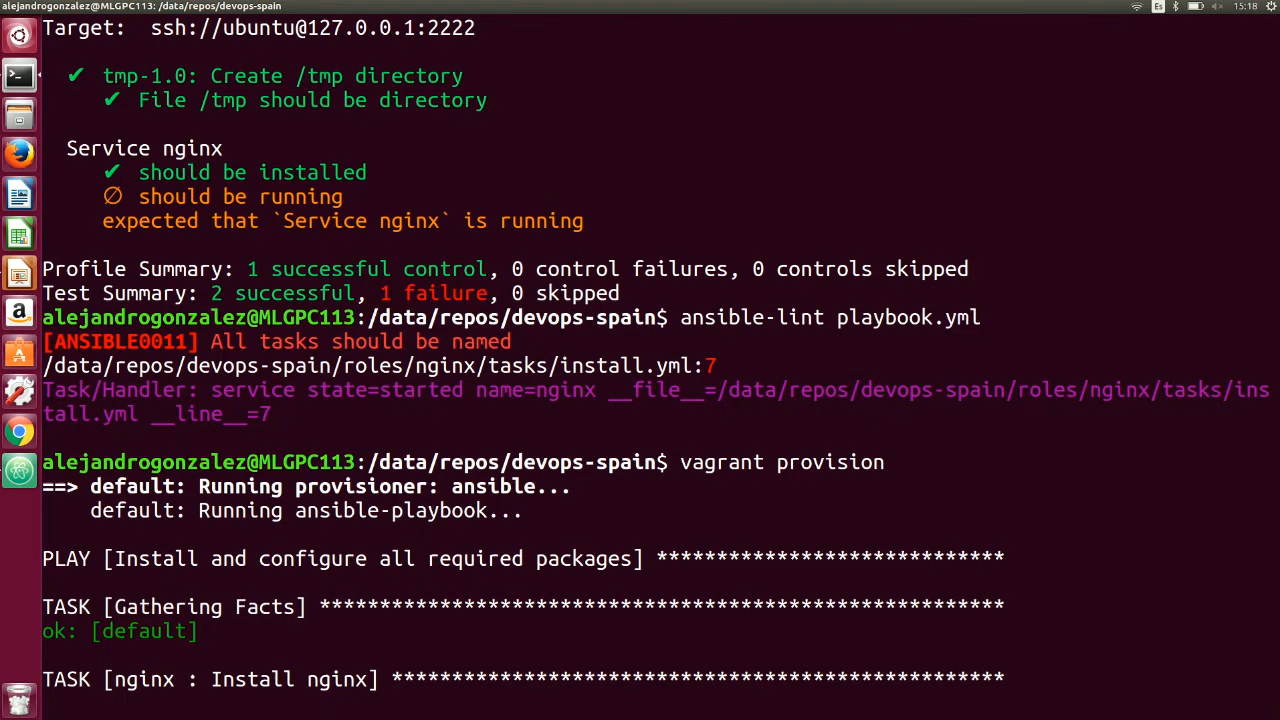 alejandrogonzalez@MLGPC113: /data/repos/devops-spain
Es
15:18
Target:  ssh://ubuntu@127.0.0.1:2222
✔ tmp-1.0: Create /tmp directory
✔ File /tmp should be directory
Service nginx
✔ should be installed
∅ should be running
expected that `Service nginx` is running
Profile Summary: 1 successful control, 0 control failures, 0 controls skipped
Test Summary: 2 successful, 1 failure, 0 skipped
alejandrogonzalez@MLGPC113:/data/repos/devops-spain$ ansible-lint playbook.yml
[ANSIBLE0011] All tasks should be named
/data/repos/devops-spain/roles/nginx/tasks/install.yml:7
Task/Handler: service state=started name=nginx __file__=/data/repos/devops-spain/roles/nginx/tasks/ins
tall.yml __line__=7
alejandrogonzalez@MLGPC113:/data/repos/devops-spain$ vagrant provision
==> default: Running provisioner: ansible...
default: Running ansible-playbook...
PLAY [Install and configure all required packages] *****************************
TASK [Gathering Facts] *********************************************************
ok: [default]
TASK [nginx : Install nginx] ***************************************************